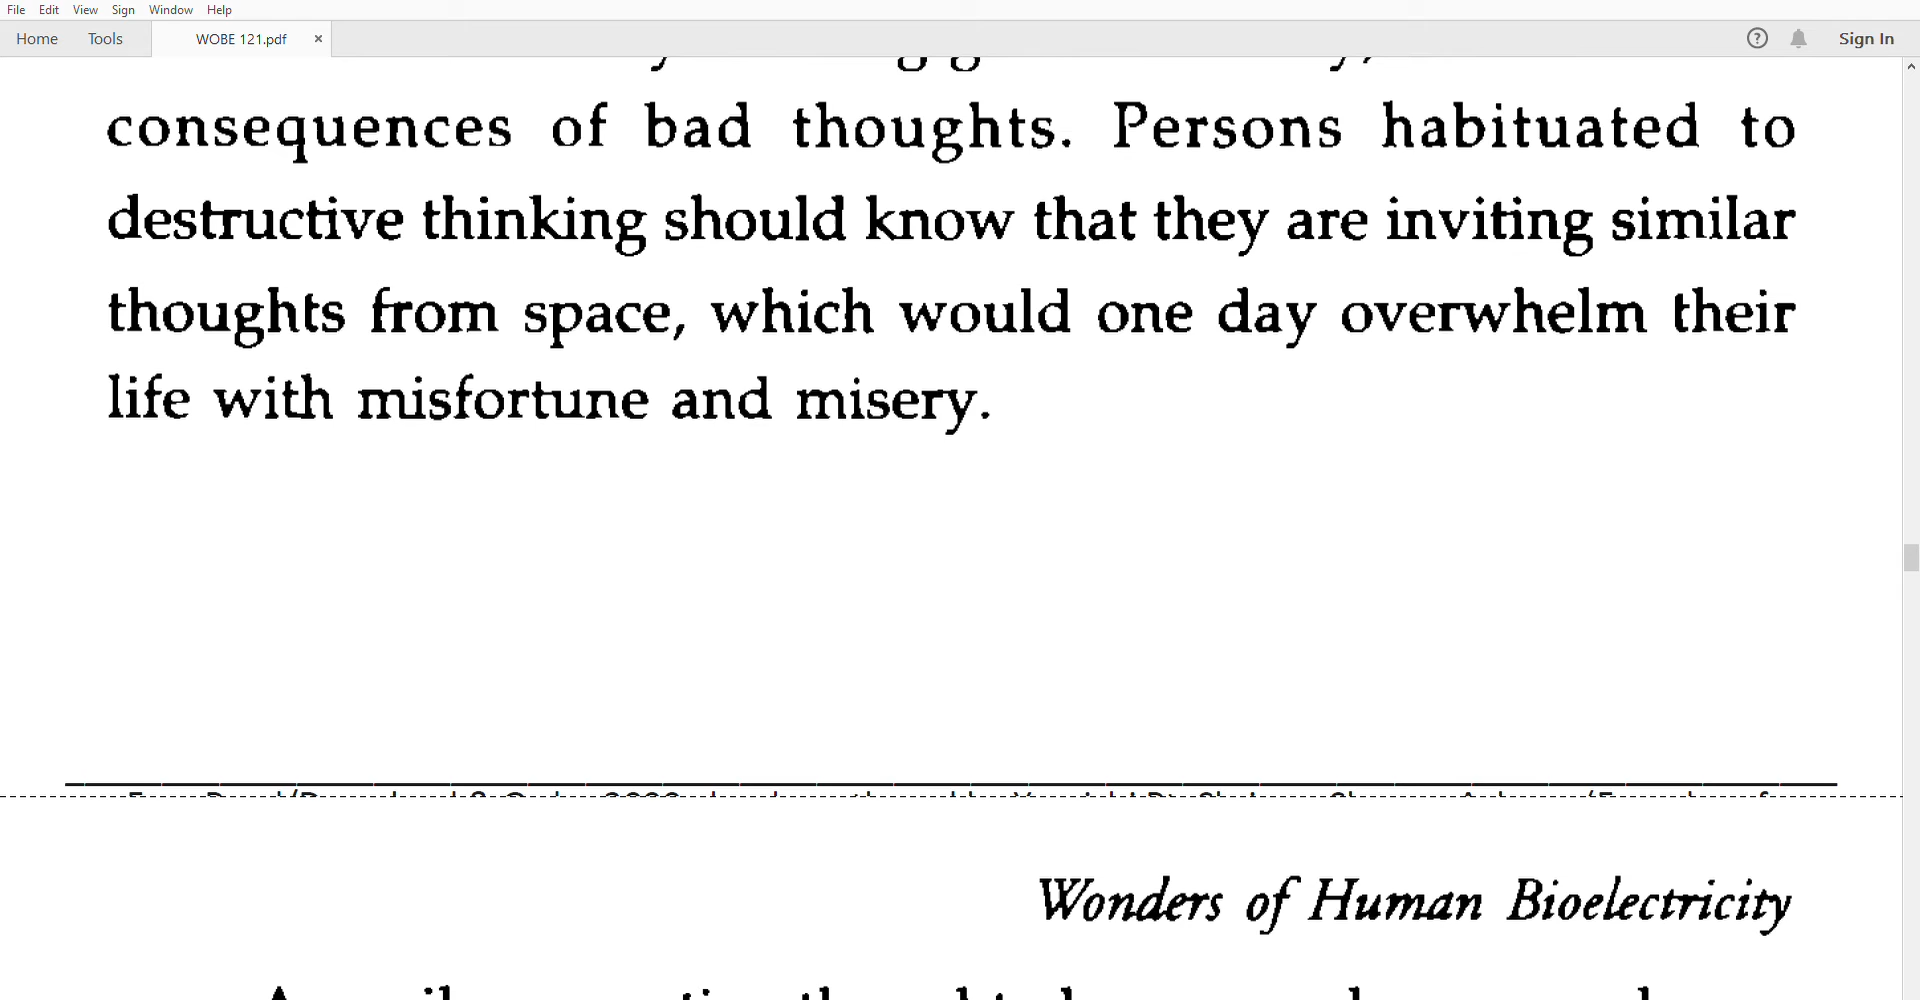 File Edit View Sign Window Help
Home Tools WOBE 121.pdf × ? Sign In
consequences of bad thoughts. Persons habituated to
destructive thinking should know that they are inviting similar
thoughts from space, which would one day overwhelm their
life with misfortune and misery.
Wonders of Human Bioelectricity